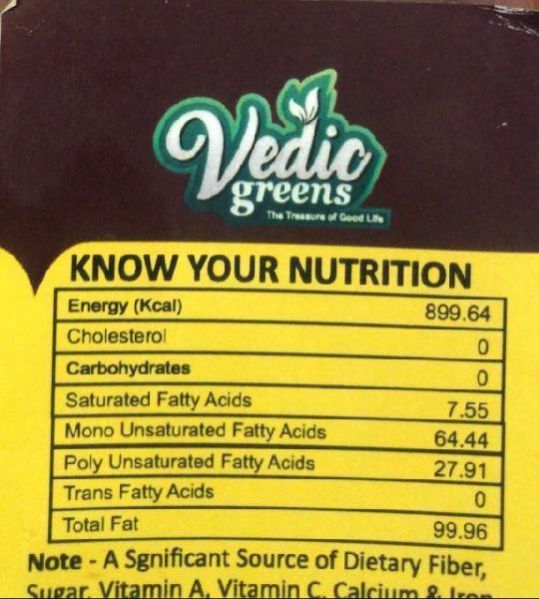 Vedic
greens
The Treasure of Good Life
KNOW YOUR NUTRITION
Energy (Kcal) 899.64
Cholesterol 0
Carbohydrates 0
Saturated Fatty Acids 7.55
Mono Unsaturated Fatty Acids 64.44
Poly Unsaturated Fatty Acids 27.91
Trans Fatty Acids 0
Total Fat 99.96
Note - A Sgnificant Source of Dietary Fiber,
Sugar, Vitamin A, Vitamin C, Calcium & Iron